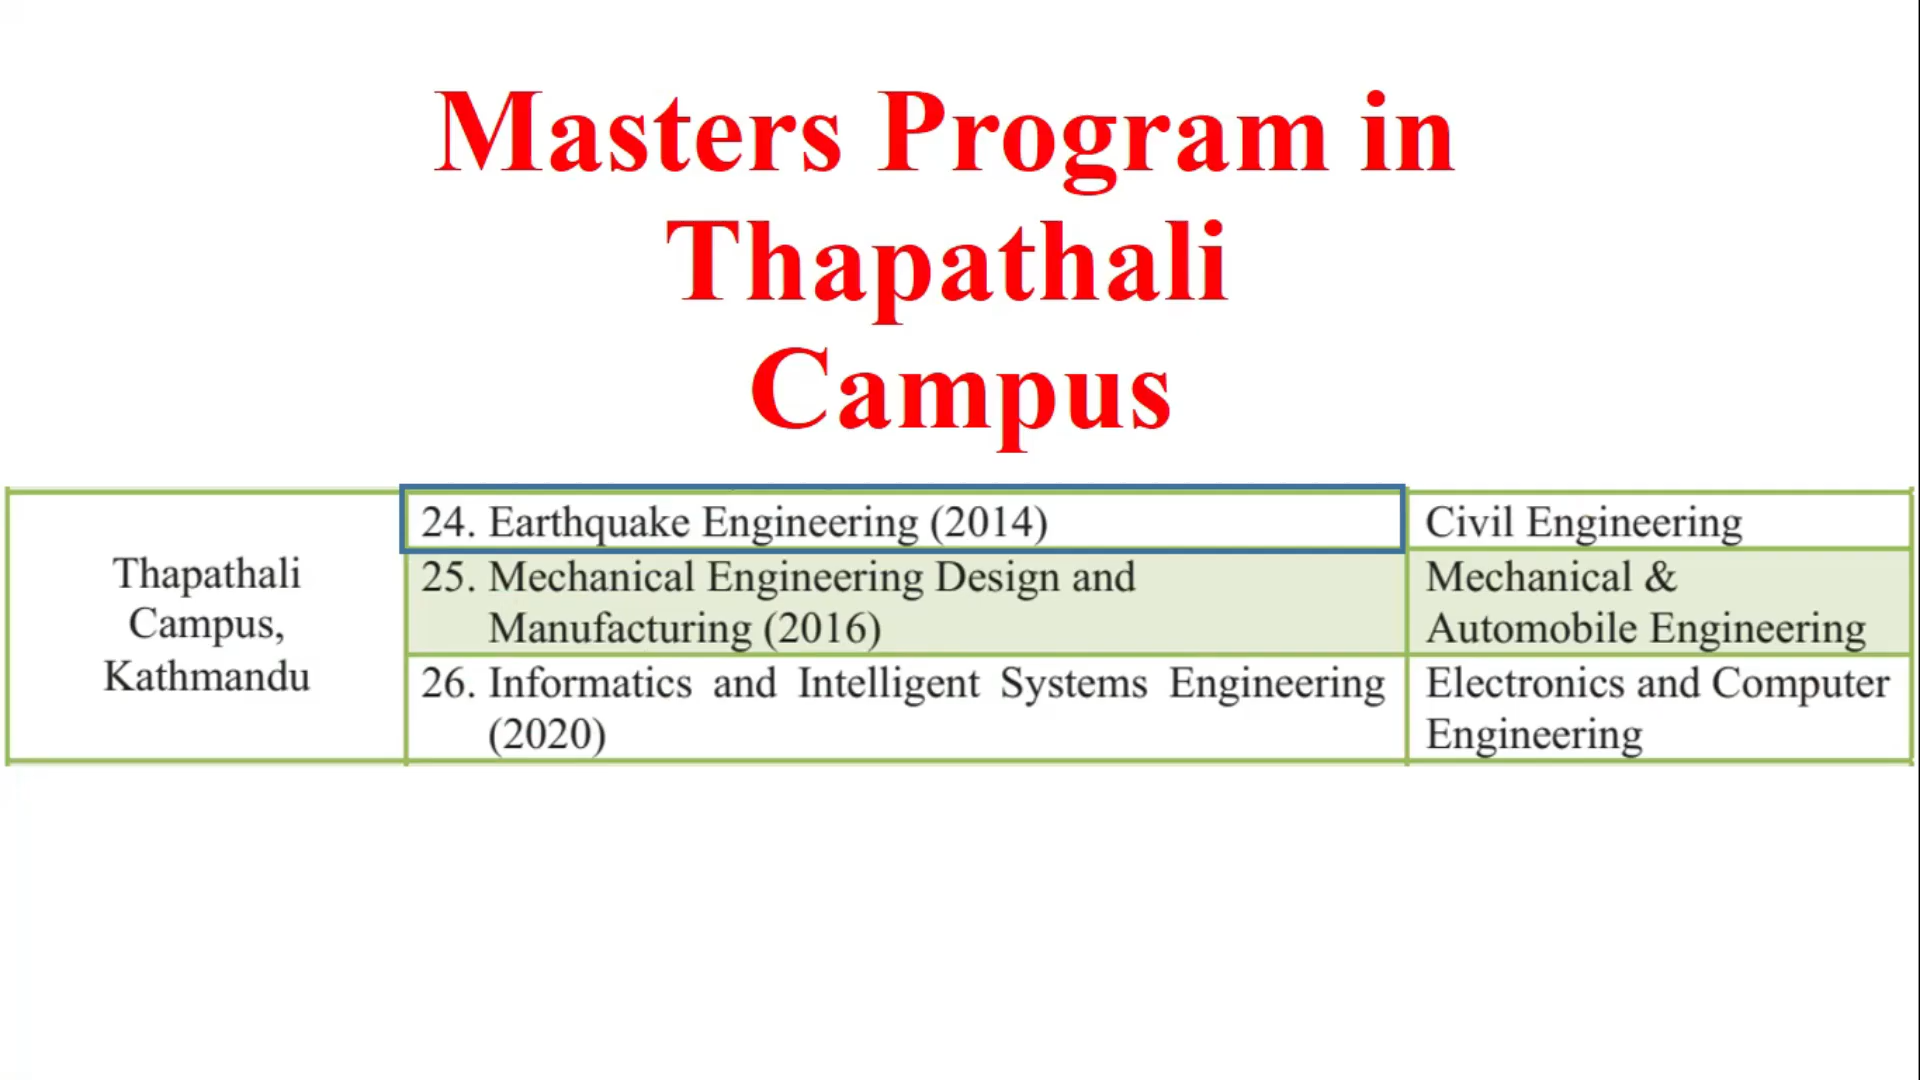 Masters Program in
Thapathali
Campus
Thapathali
Campus,
Kathmandu
24. Earthquake Engineering (2014)
Civil Engineering
25. Mechanical Engineering Design and
Manufacturing (2016)
Mechanical &
Automobile Engineering
26. Informatics and Intelligent Systems Engineering
(2020)
Electronics and Computer
Engineering